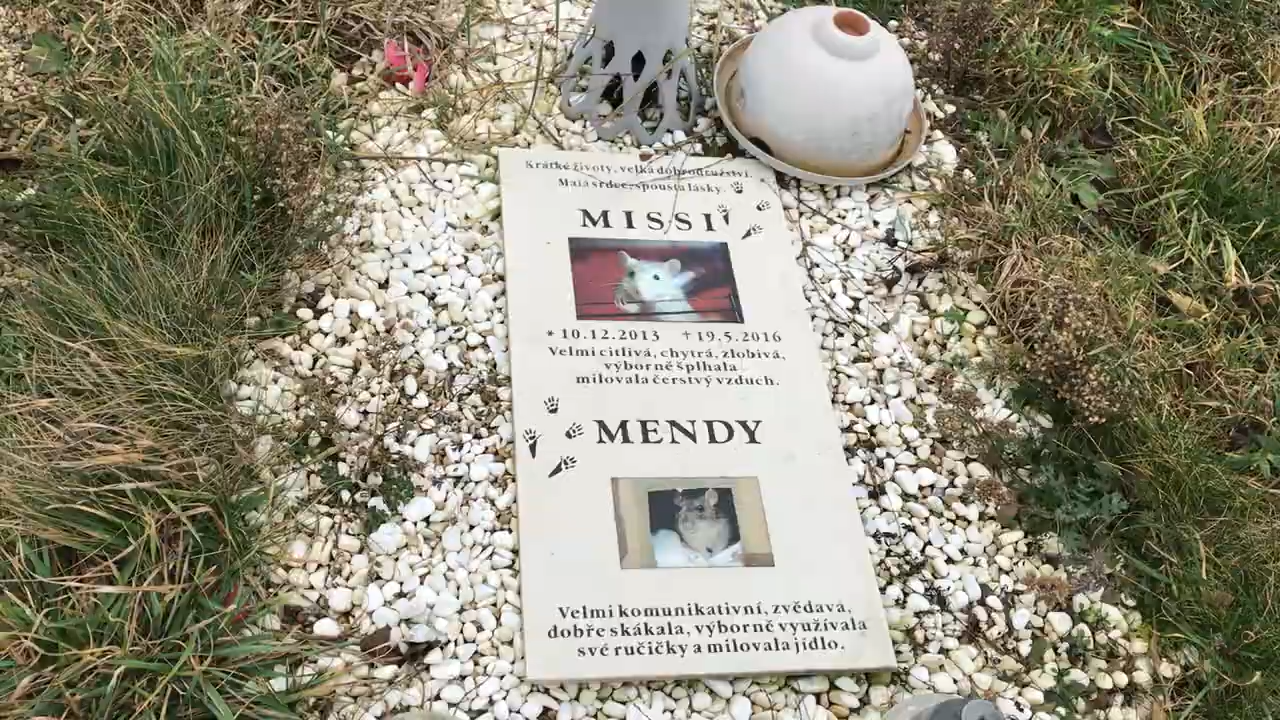 Krátké životy, velká dobrodružství.
Malá srdce, spousta lásky.
MISSI
* 10.12.2013 †19.5.2016
Velmi citlivá, chytrá, zlobivá,
výborně šplhala
milovala čerstvý vzduch.
MENDY
Velmi komunikativní, zvědavá,
dobře skákala, výborně využívala
své ručičky a milovala jídlo.